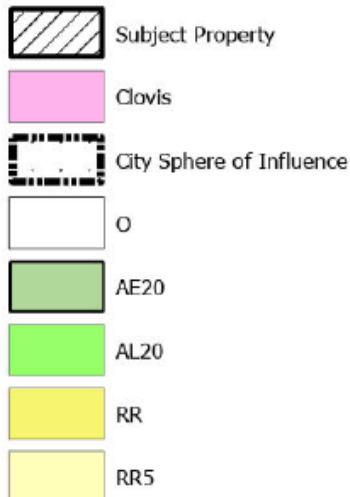 Subject Property
Clovis
City Sphere of Influence
O
AE20
AL20
RR
RR5